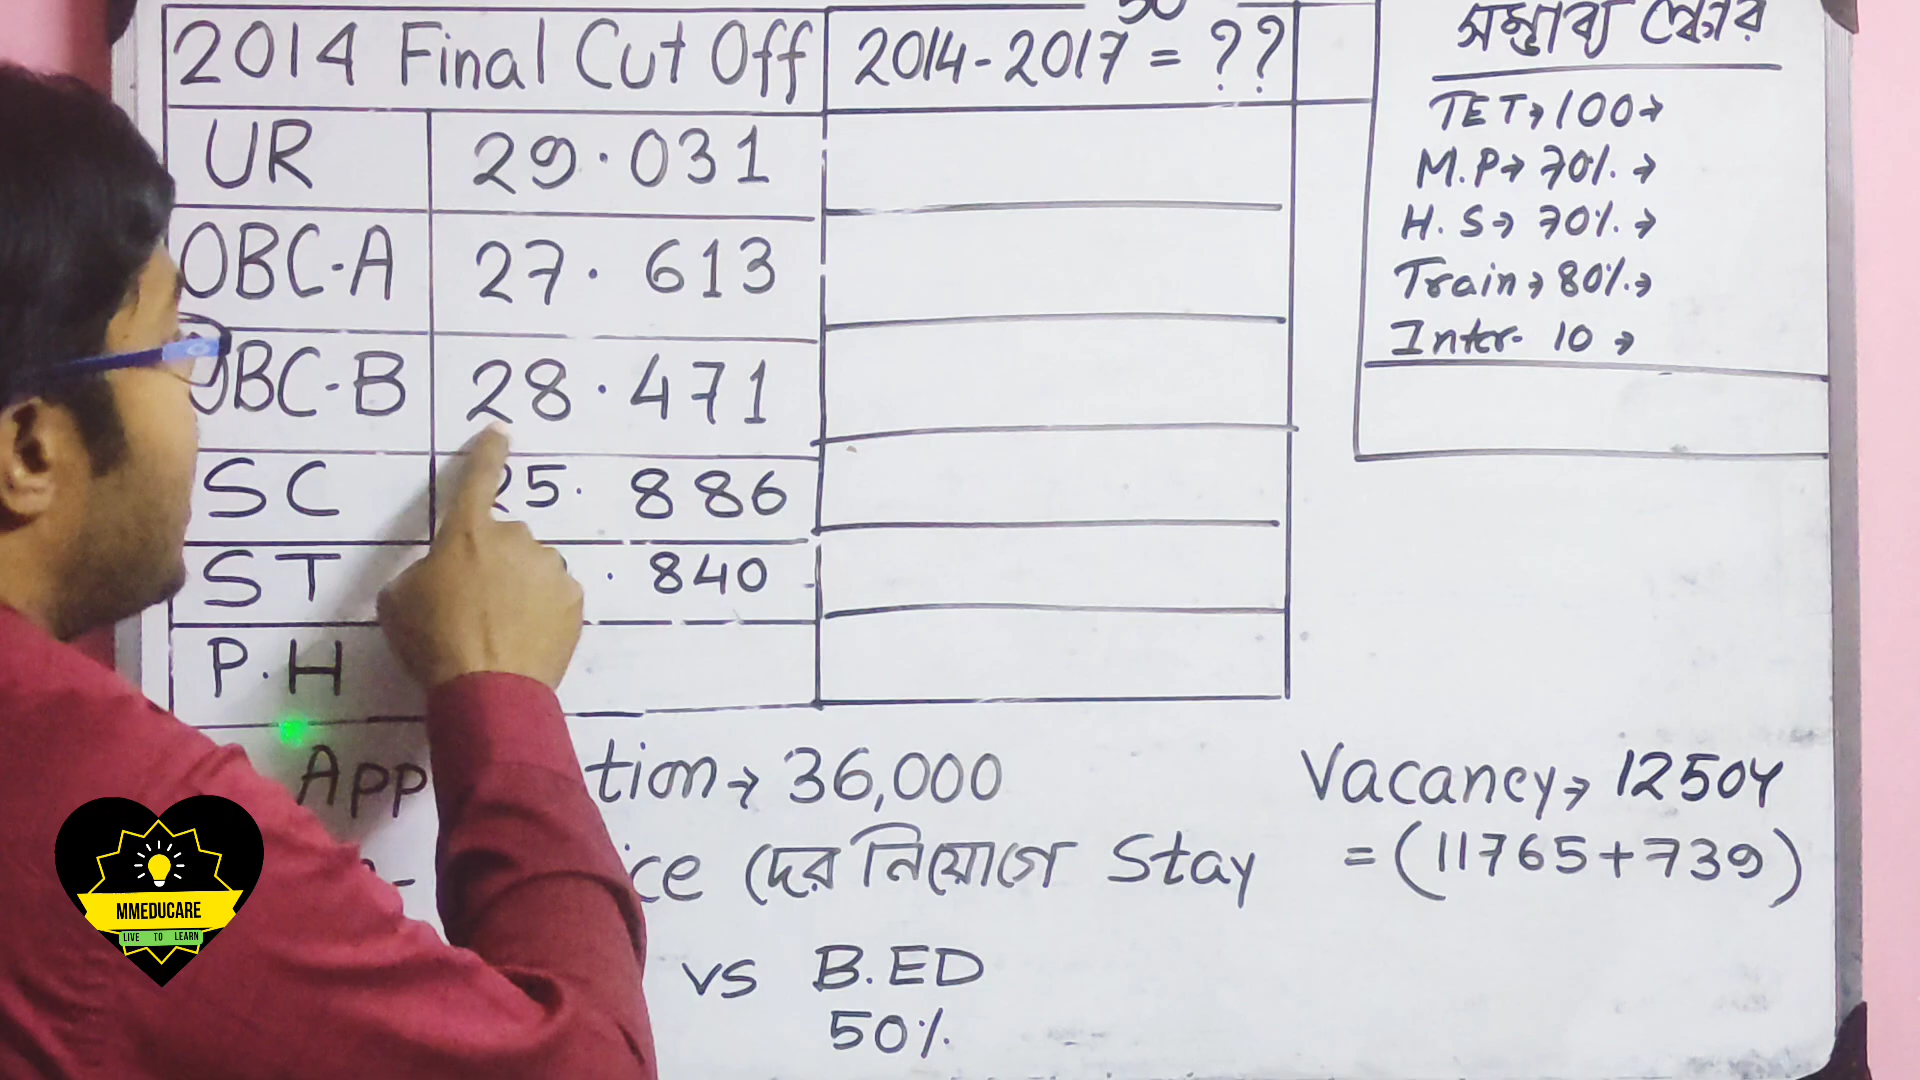 2014 Final Cut Off
2014-2017 = ??
UR 29.031
OBC-A 27.613
OBC-B 28.471
SC 25.886
ST .840
P.H
সম্ভাব্য স্কোর
TET→100→
M.P→ 70%.→
H.S→ 70%.→
Train→80%.→
Inter- 10 →
App tion→ 36,000
Vacancy→ 12504
ice দের নিয়োগে Stay
=(11765+739)
vs B.ED
50%.
MMEDUCARE
LIVE TO LEARN